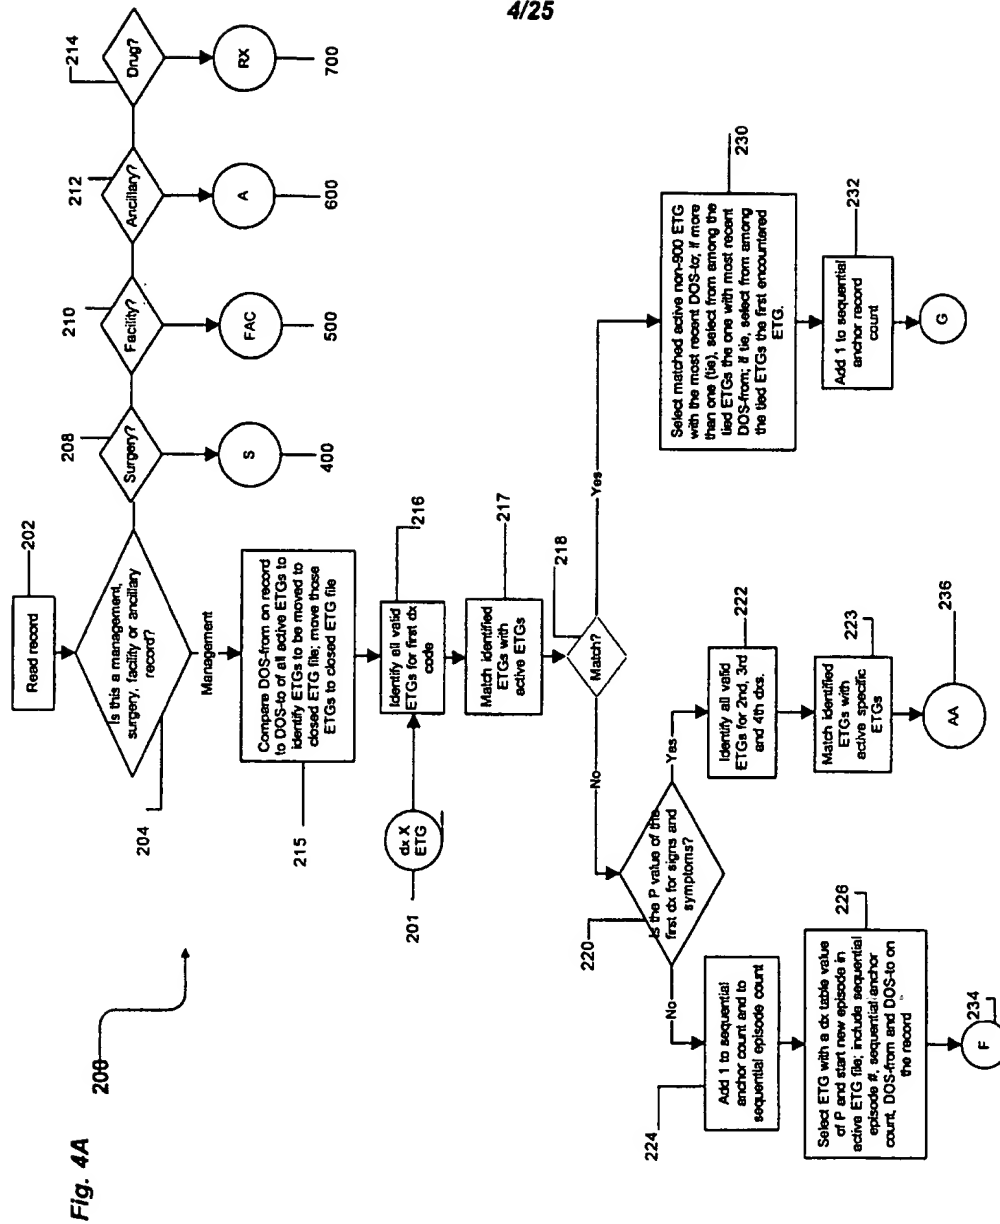 4/25
Fig. 4A
200
Read record
202
Is this a management,
surgery, facility or ancillary
record?
204
Surgery?
208
S
400
Facility?
210
FAC
500
Ancillary?
212
A
600
Drug?
214
RX
700
Management
Compare DOS-from on record
to DOS-to of all active ETGs to
identify ETGs to be moved to
closed ETG file; move those
ETGs to closed ETG file
215
dx X
ETG
201
Identify all valid
ETGs for first dx
code
216
Match identified
ETGs with
active ETGs
217
Match?
218
No
Yes
Is the P value of the
first dx for signs and
symptoms?
220
No
Yes
Add 1 to sequential
anchor count and to
sequential episode count
224
Select ETG with a dx table value
of P and start new episode in
active ETG file; include sequential
episode #, sequential anchor
count, DOS-from and DOS-to on
the record
226
F
234
Identify all valid
ETGs for 2nd, 3rd
and 4th dxs.
222
Match identified
ETGs with
active specific
ETGs
223
AA
236
Select matched active non-900 ETG
with the most recent DOS-to; if more
than one (tie), select from among the
tied ETGs the one with most recent
DOS-from; if tie, select from among
the tied ETGs the first encountered
ETG.
230
Add 1 to sequential
anchor record
count
232
G